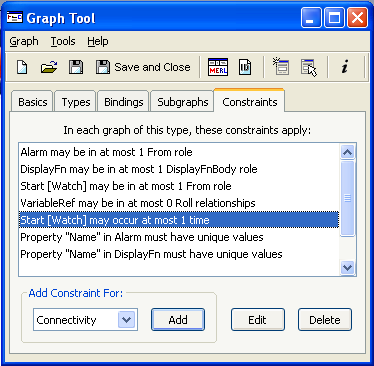 Graph Tool
Graph Tools Help
Save and Close MERL ID i
Basics Types Bindings Subgraphs Constraints
In each graph of this type, these constraints apply:
Alarm may be in at most 1 From role
DisplayFn may be in at most 1 DisplayFnBody role
Start [Watch] may be in at most 1 From role
VariableRef may be in at most 0 Roll relationships
Start [Watch] may occur at most 1 time
Property "Name" in Alarm must have unique values
Property "Name" in DisplayFn must have unique values
Add Constraint For:
Connectivity Add Edit Delete